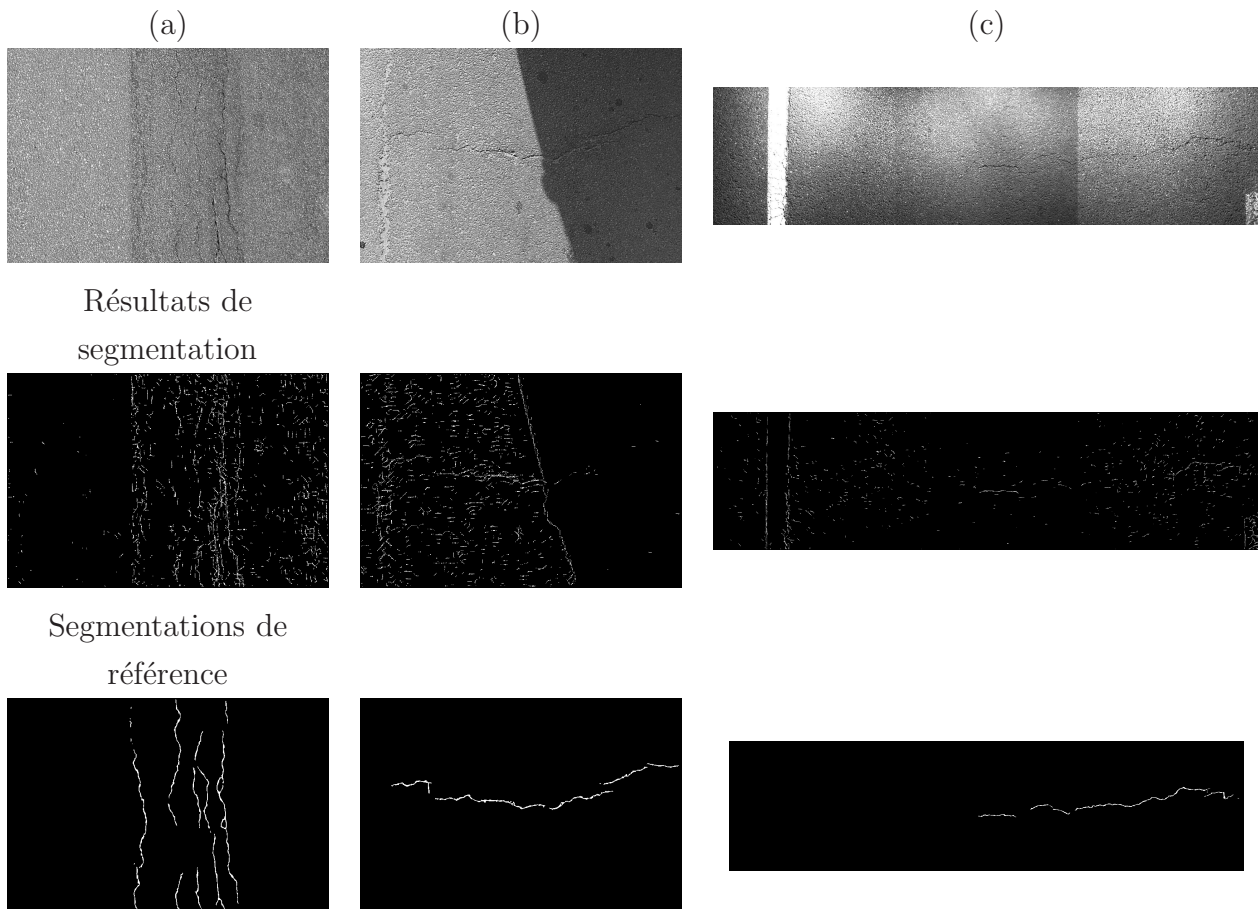 (a) (b) (c)
Résultats de
segmentation
Segmentations de
référence